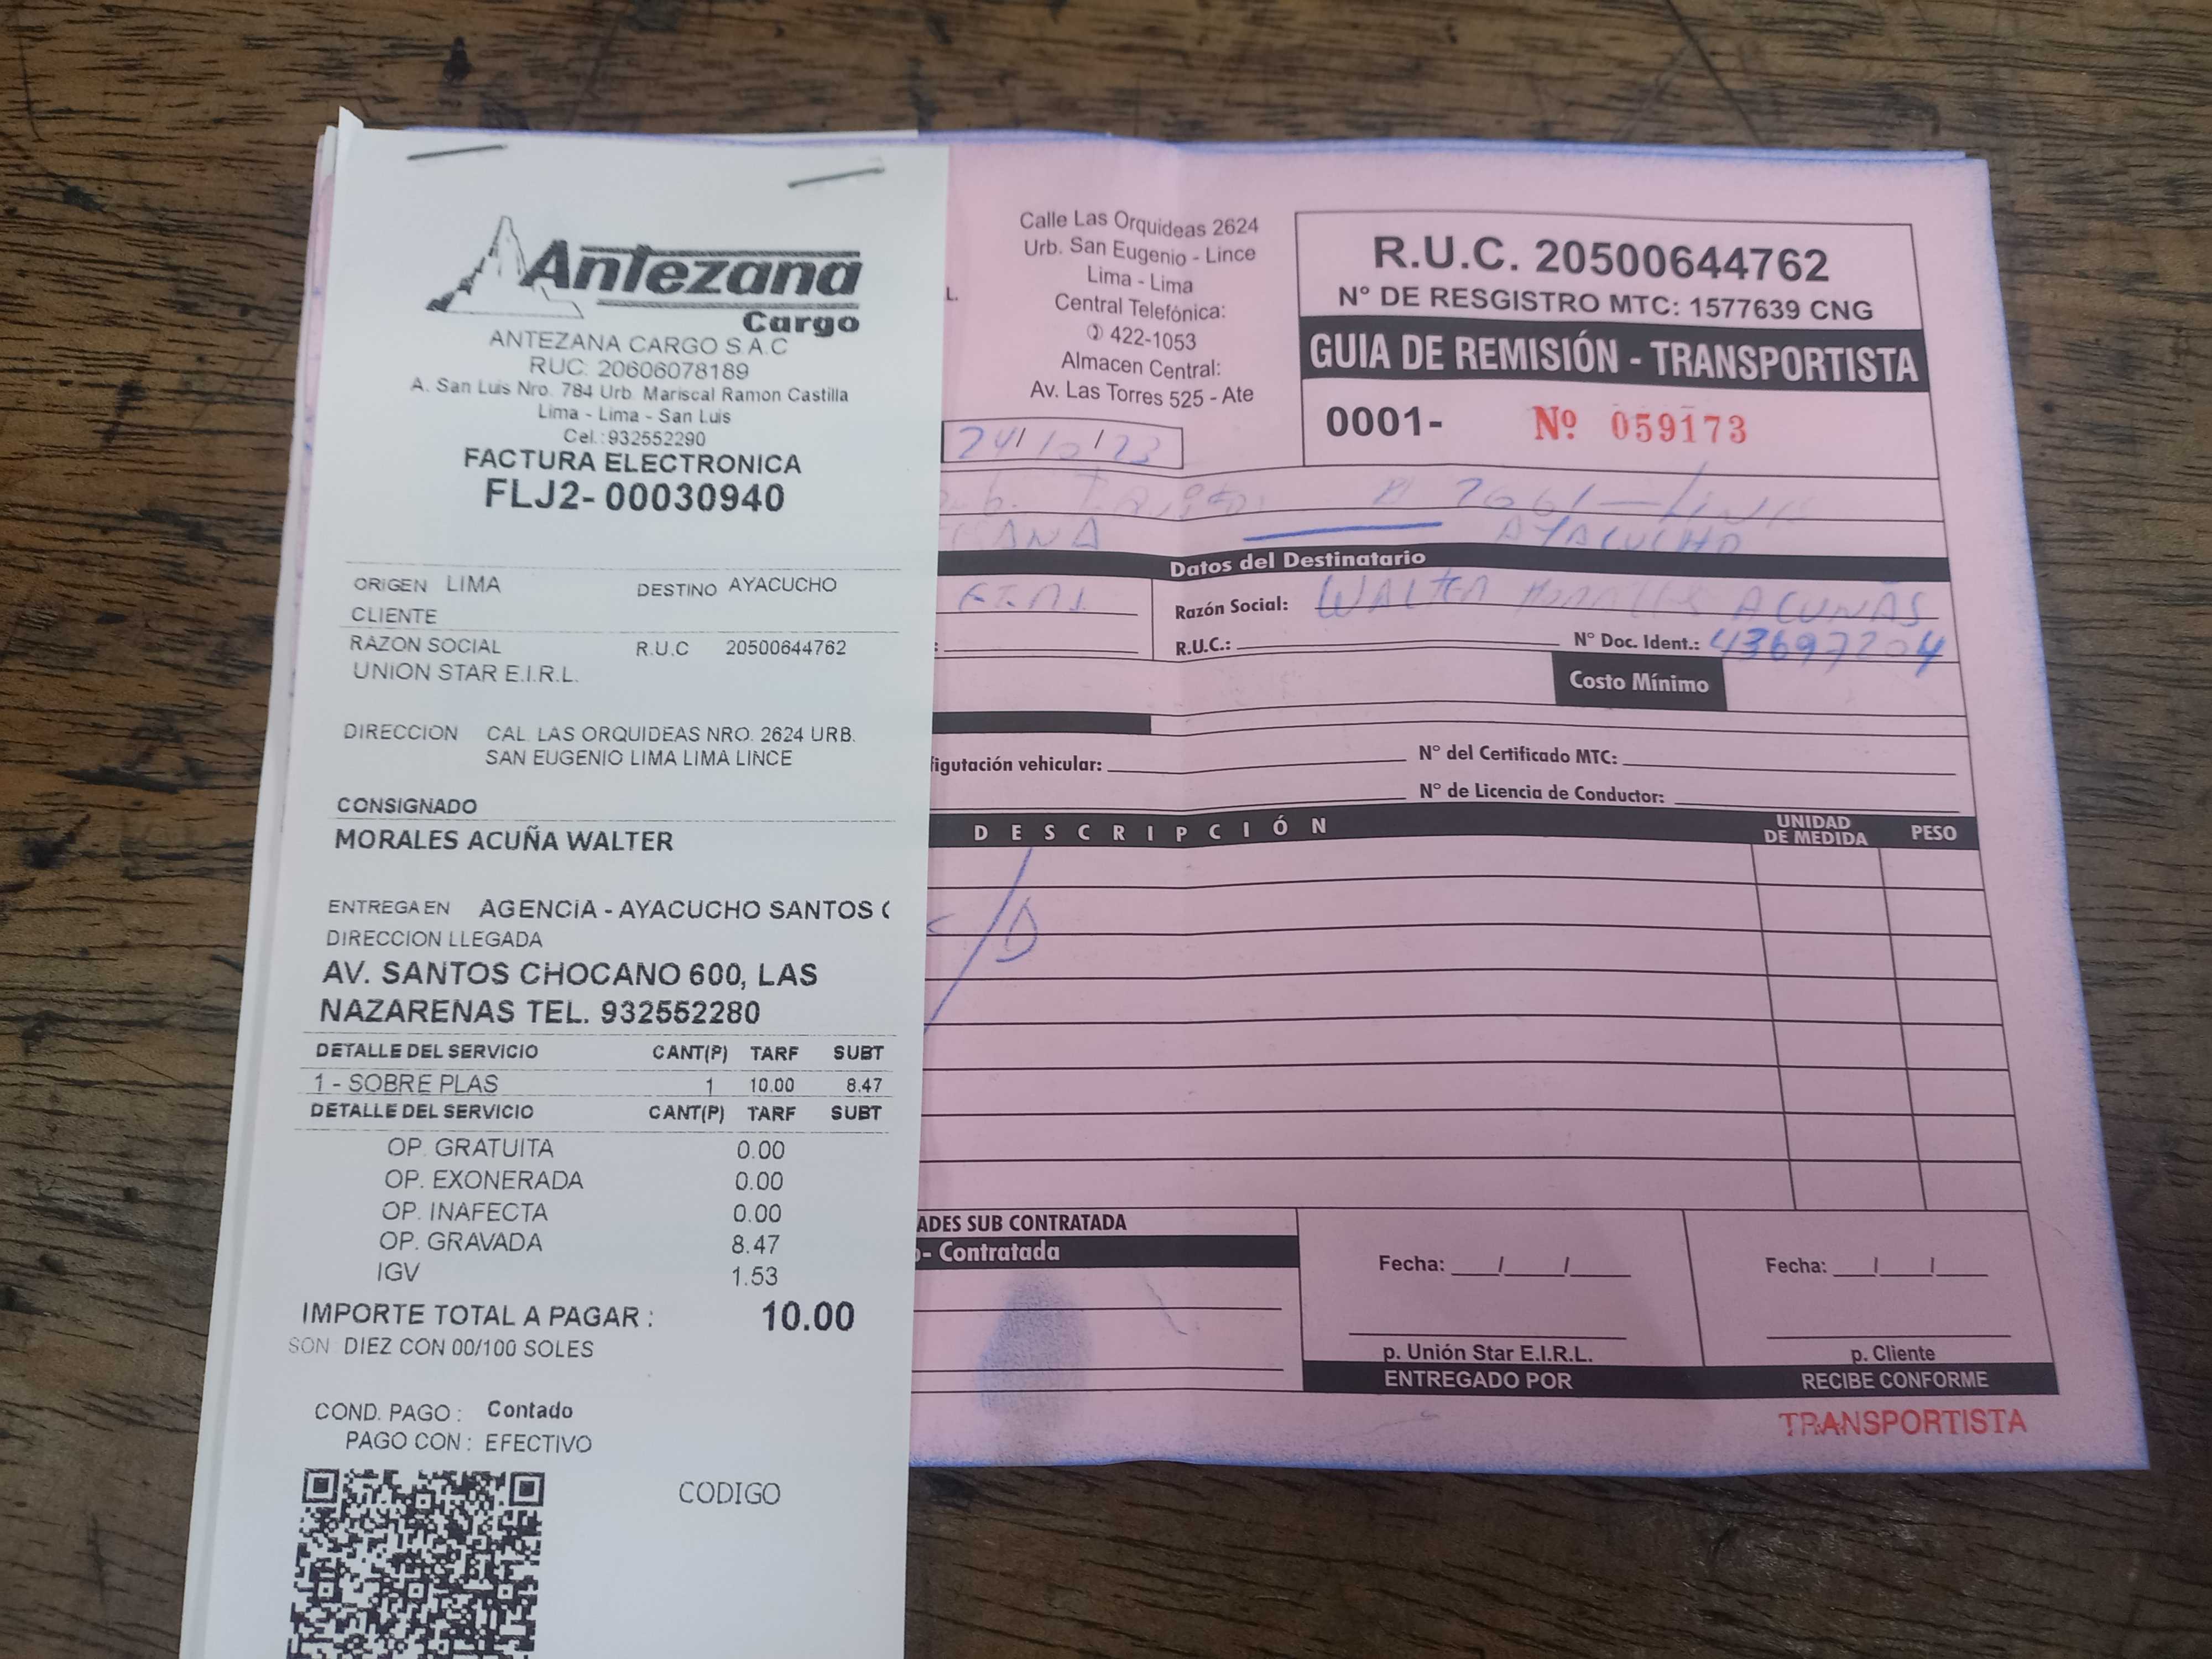 Antezana
Cargo
ANTEZANA CARGO S.A.C
RUC: 20606078189
A. San Luis Nro. 784 Urb. Mariscal Ramon Castilla
Lima - Lima - San Luis
Cel.:932552290
FACTURA ELECTRONICA
FLJ2-00030940
ORIGEN LIMA DESTINO AYACUCHO
CLIENTE
RAZON SOCIAL R.U.C 20500644762
UNION STAR E.I.R.L.
DIRECCION CAL. LAS ORQUIDEAS NRO. 2624 URB.
SAN EUGENIO LIMA LIMA LINCE
CONSIGNADO
MORALES ACUÑA WALTER
ENTREGA EN AGENCIA - AYACUCHO SANTOS
DIRECCION LLEGADA
AV. SANTOS CHOCANO 600, LAS
NAZARENAS TEL. 932552280
DETALLE DEL SERVICIO CANT(P) TARF SUBT
1 - SOBRE PLAS 1 10.00 8.47
DETALLE DEL SERVICIO CANT(P) TARF SUBT
OP. GRATUITA 0.00
OP. EXONERADA 0.00
OP. INAFECTA 0.00
OP. GRAVADA 8.47
IGV 1.53
IMPORTE TOTAL A PAGAR : 10.00
SON: DIEZ CON 00/100 SOLES
COND. PAGO : Contado
PAGO CON : EFECTIVO
CODIGO
L.
Calle Las Orquideas 2624
Urb. San Eugenio - Lince
Lima - Lima
Central Telefónica:
422-1053
Almacen Central:
Av. Las Torres 525 - Ate
R.U.C. 20500644762
N° DE RESGISTRO MTC: 1577639 CNG
GUIA DE REMISIÓN - TRANSPORTISTA
0001- Nº 059173
24/10/23
AYACUCHO
Datos del Destinatario
Razón Social: WALTER MORALES ACUÑAS
R.U.C.: N° Doc. Ident.: 43697204
Costo Mínimo
figutación vehicular: N° del Certificado MTC:
N° de Licencia de Conductor:
DESCRIPCIÓN UNIDAD DE MEDIDA PESO
ADES SUB CONTRATADA
- Contratada
Fecha: __/__/__ Fecha: __/__/__
p. Unión Star E.I.R.L. p. Cliente
ENTREGADO POR RECIBE CONFORME
TRANSPORTISTA